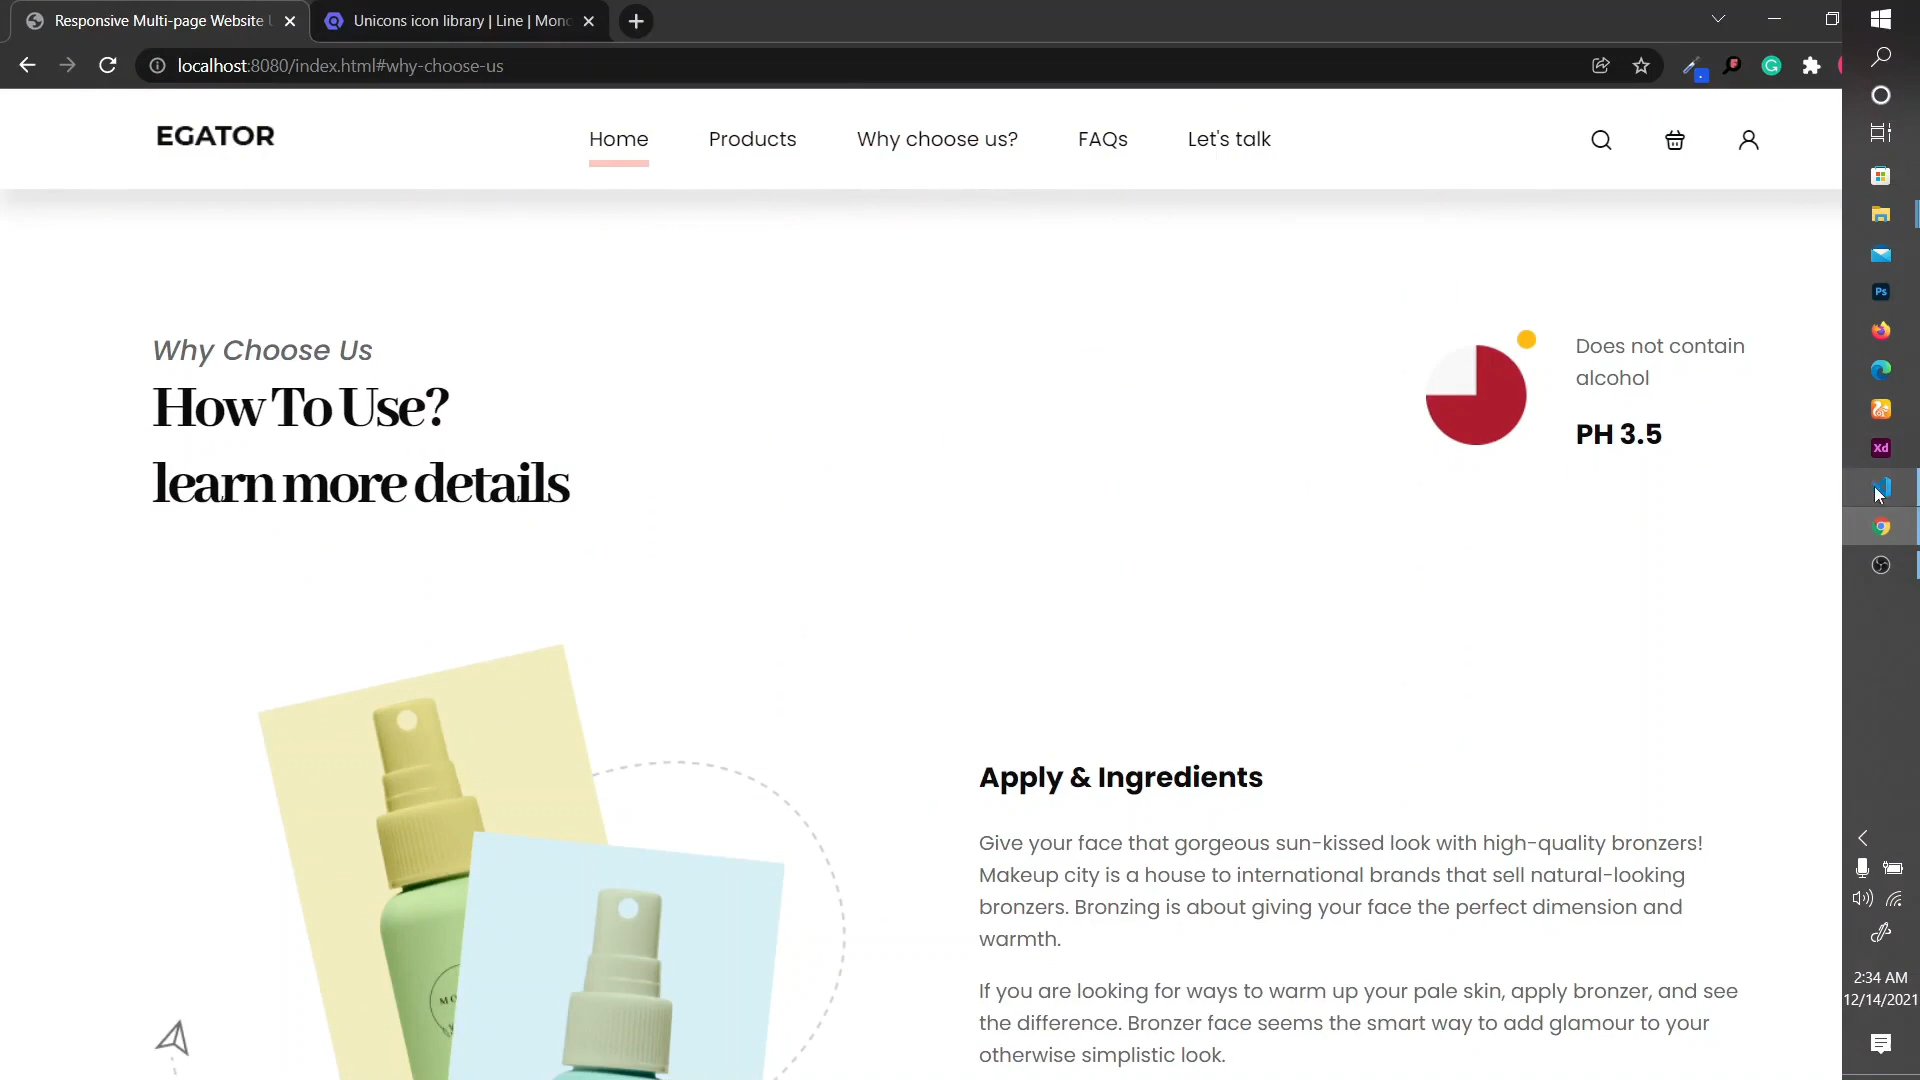 Responsive Multi-page Website
Unicons icon library | Line | Mono
localhost:8080/index.html#why-choose-us
EGATOR
Home
Products
Why choose us?
FAQs
Let's talk
Why Choose Us
How To Use?
learn more details
Does not contain
alcohol
PH 3.5
Apply & Ingredients
Give your face that gorgeous sun-kissed look with high-quality bronzers!
Makeup city is a house to international brands that sell natural-looking
bronzers. Bronzing is about giving your face the perfect dimension and
warmth.
If you are looking for ways to warm up your pale skin, apply bronzer, and see
the difference. Bronzer face seems the smart way to add glamour to your
otherwise simplistic look.
Ps
Xd
2:34 AM
12/14/2021